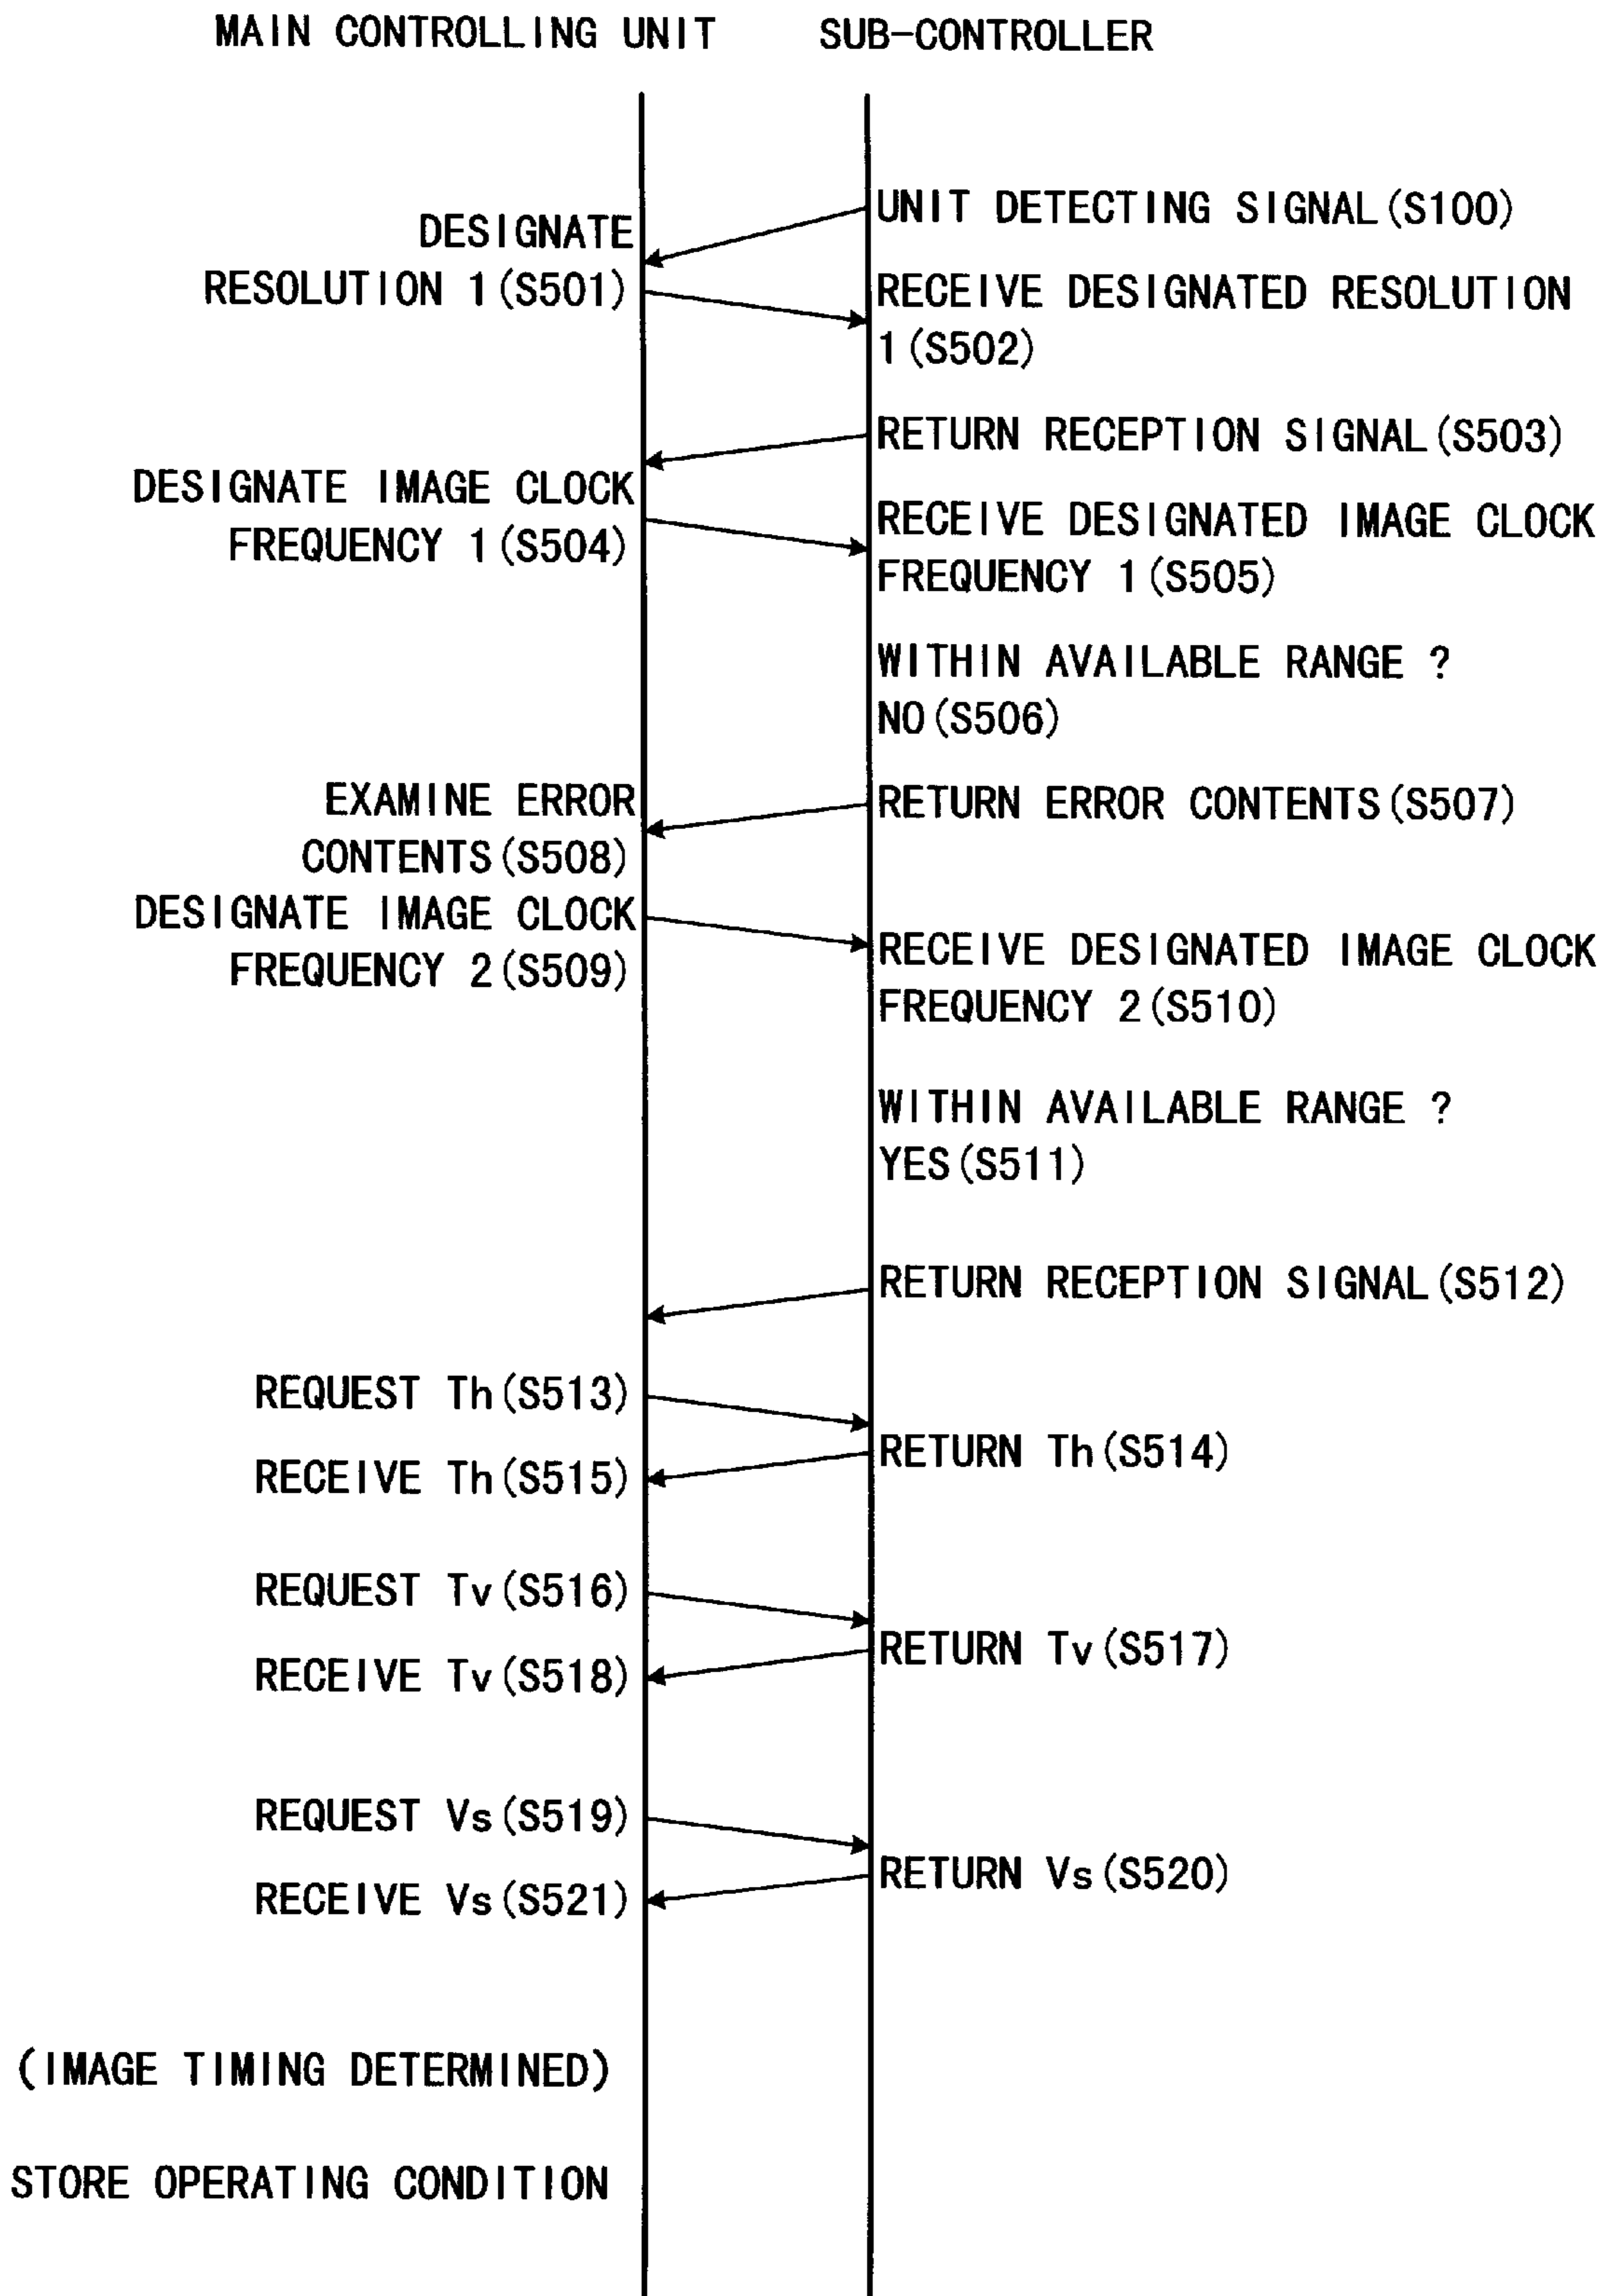 MAIN CONTROLLING UNIT
SUB-CONTROLLER
UNIT DETECTING SIGNAL(S100)
DESIGNATE
RESOLUTION 1(S501)
RECEIVE DESIGNATED RESOLUTION
1(S502)
RETURN RECEPTION SIGNAL(S503)
DESIGNATE IMAGE CLOCK
FREQUENCY 1(S504)
RECEIVE DESIGNATED IMAGE CLOCK
FREQUENCY 1(S505)
WITHIN AVAILABLE RANGE ?
NO(S506)
RETURN ERROR CONTENTS(S507)
EXAMINE ERROR
CONTENTS(S508)
DESIGNATE IMAGE CLOCK
FREQUENCY 2(S509)
RECEIVE DESIGNATED IMAGE CLOCK
FREQUENCY 2(S510)
WITHIN AVAILABLE RANGE ?
YES(S511)
RETURN RECEPTION SIGNAL(S512)
REQUEST Th(S513)
RETURN Th(S514)
RECEIVE Th(S515)
REQUEST Tv(S516)
RETURN Tv(S517)
RECEIVE Tv(S518)
REQUEST Vs(S519)
RETURN Vs(S520)
RECEIVE Vs(S521)
(IMAGE TIMING DETERMINED)
STORE OPERATING CONDITION